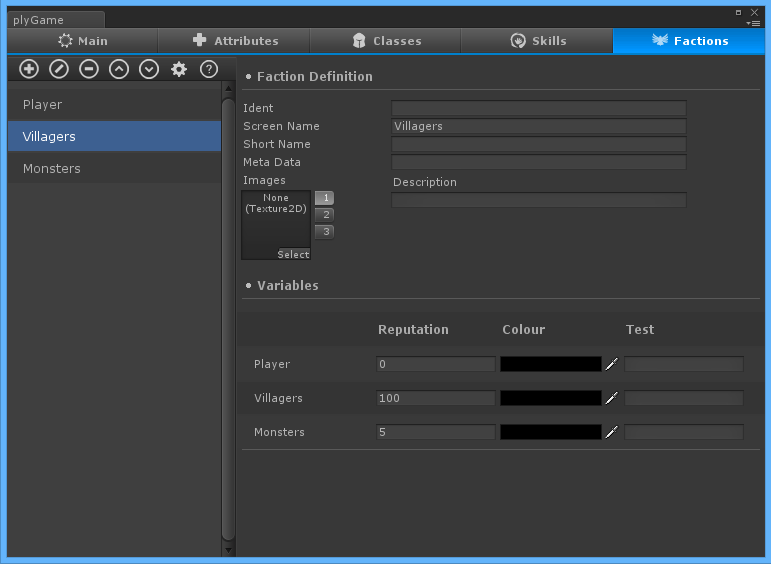 plyGame
Main Attributes Classes Skills Factions
?
Player
Villagers
Monsters
Faction Definition
Ident
Screen Name Villagers
Short Name
Meta Data
Images Description
None
(Texture2D)
1
2
3
Select
Variables
Reputation Colour Test
Player 0
Villagers 100
Monsters 5